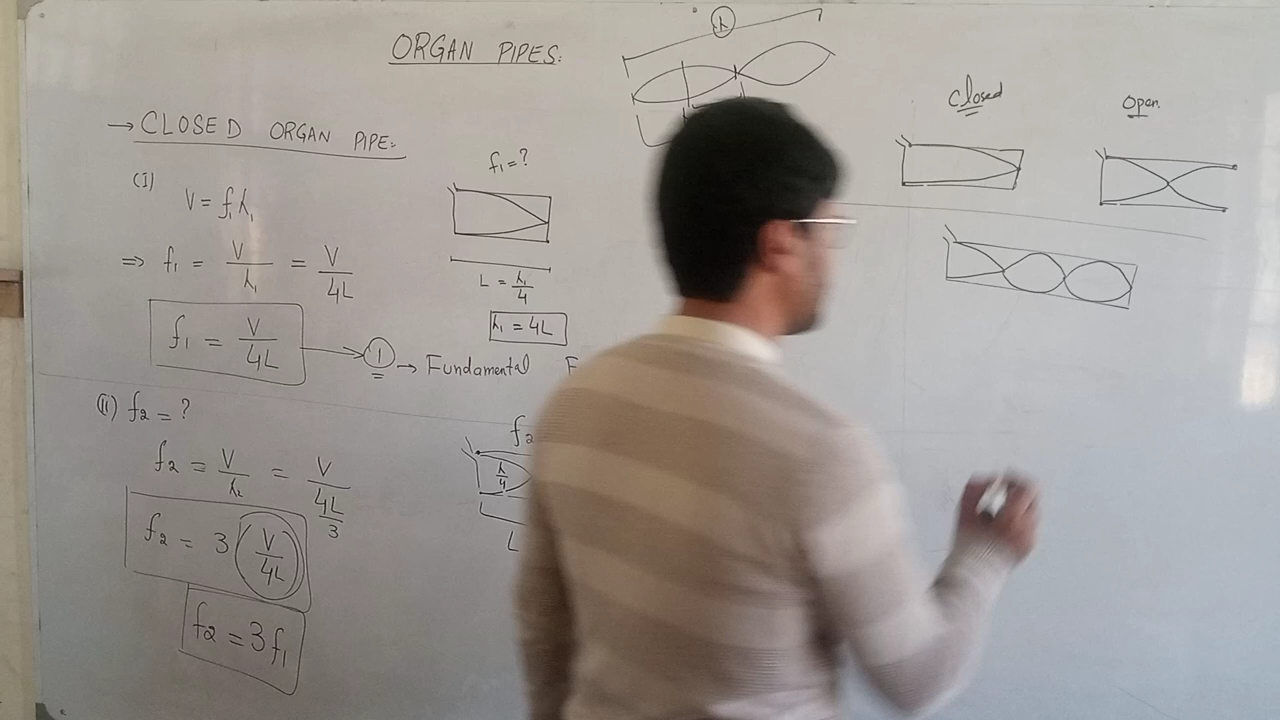 ORGAN PIPES:
λ
→ CLOSED ORGAN PIPE:
(I)
V = f₁λ₁
⇒ f₁ = V/λ₁ = V/4L
f₁ = V/4L → ① → Fundamental F
f₁ = ?
L = λ₁/4
λ₁ = 4L
(II) f₂ = ?
f₂ = V/λ₂ = V/(4L/3)
f₂ = 3 (V/4L)
f₂ = 3f₁
f₂
λ/4
L
Closed
Open